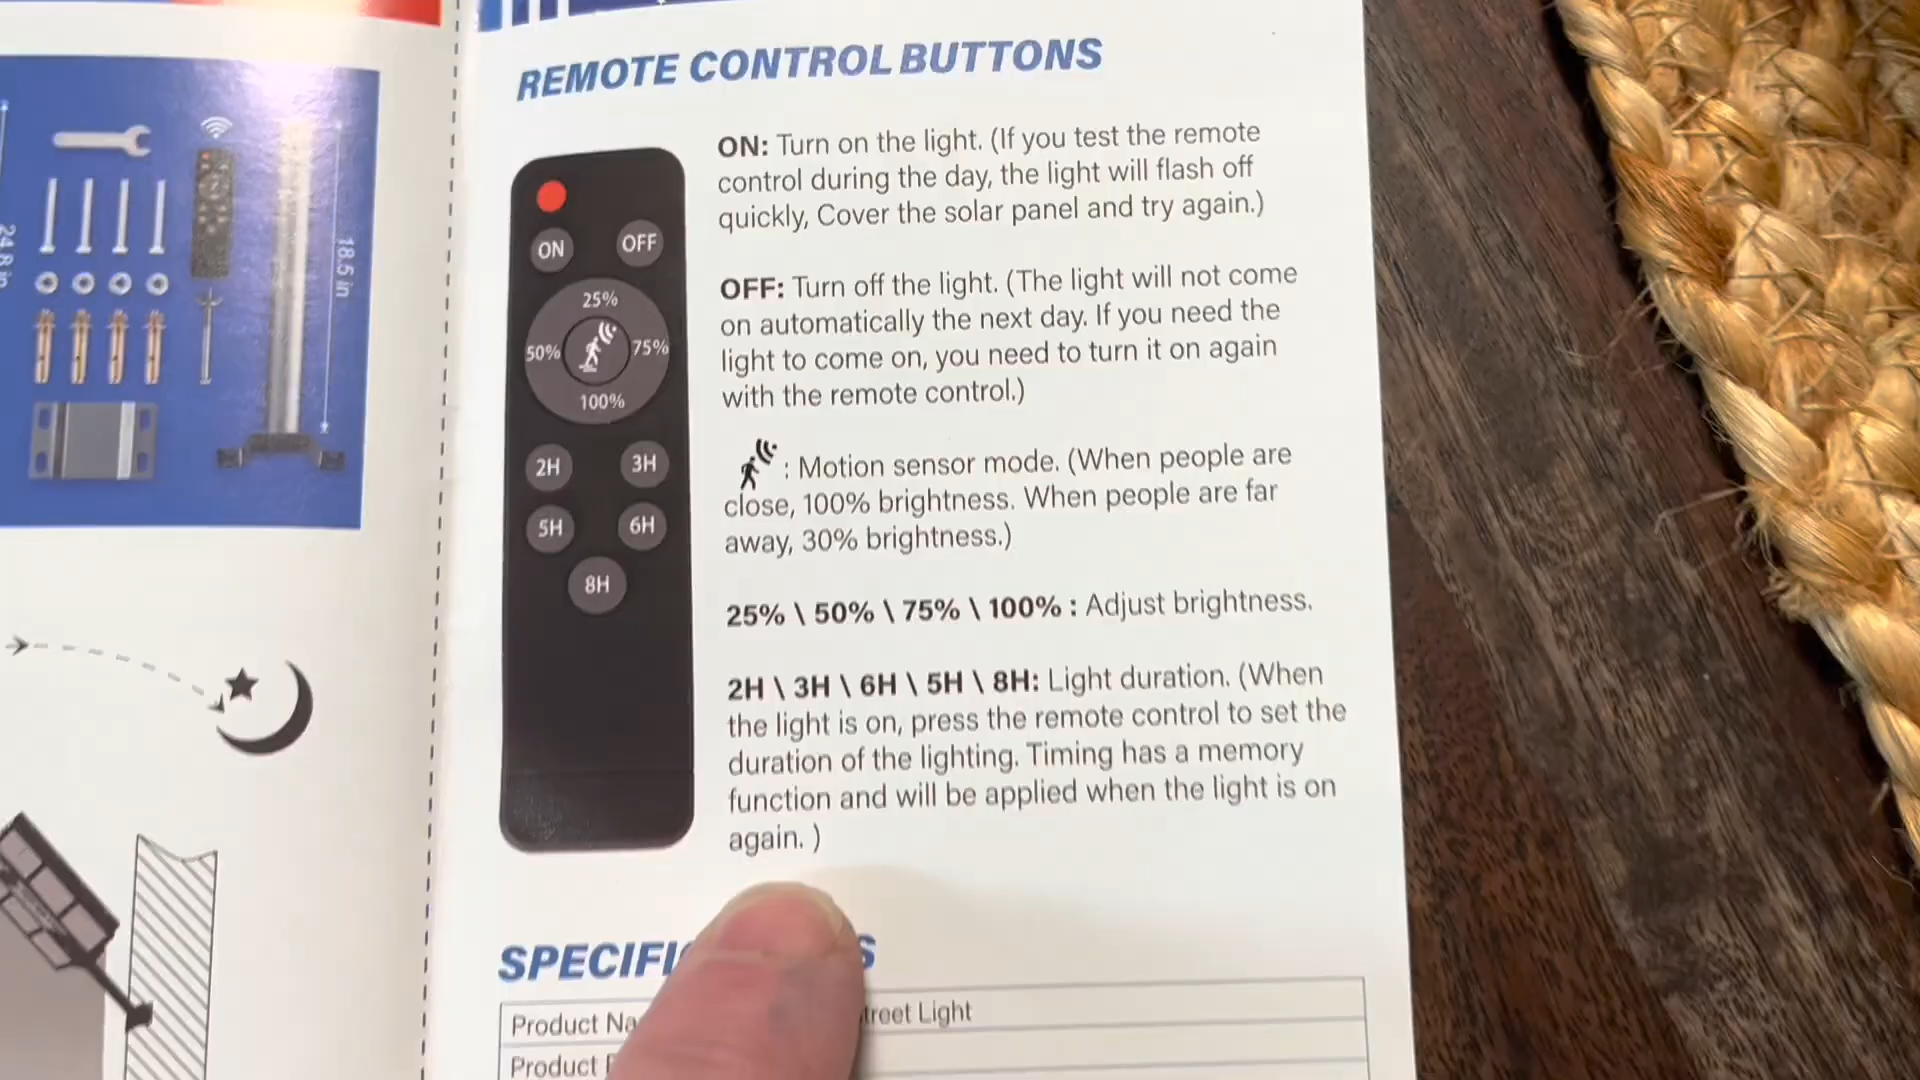 24.8 in
18.5 in
REMOTE CONTROL BUTTONS
ON
OFF
25%
50%
75%
100%
2H
3H
5H
6H
8H
ON: Turn on the light. (If you test the remote
control during the day, the light will flash off
quickly, Cover the solar panel and try again.)
OFF: Turn off the light. (The light will not come
on automatically the next day. If you need the
light to come on, you need to turn it on again
with the remote control.)
: Motion sensor mode. (When people are
close, 100% brightness. When people are far
away, 30% brightness.)
25% \ 50% \ 75% \ 100% : Adjust brightness.
2H \ 3H \ 6H \ 5H \ 8H: Light duration. (When
the light is on, press the remote control to set the
duration of the lighting. Timing has a memory
function and will be applied when the light is on
again. )
Product
Light
Product